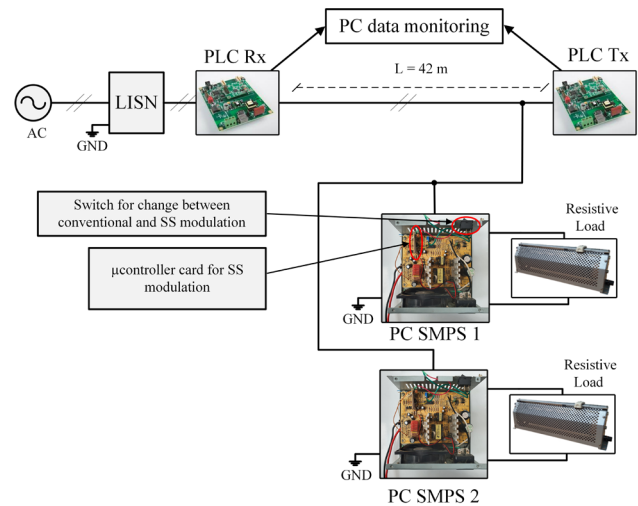 PC data monitoring
PLC Rx
PLC Tx
L = 42 m
LISN
AC
GND
Switch for change between
conventional and SS modulation
Resistive
Load
µcontroller card for SS
modulation
GND
PC SMPS 1
Resistive
Load
GND
PC SMPS 2